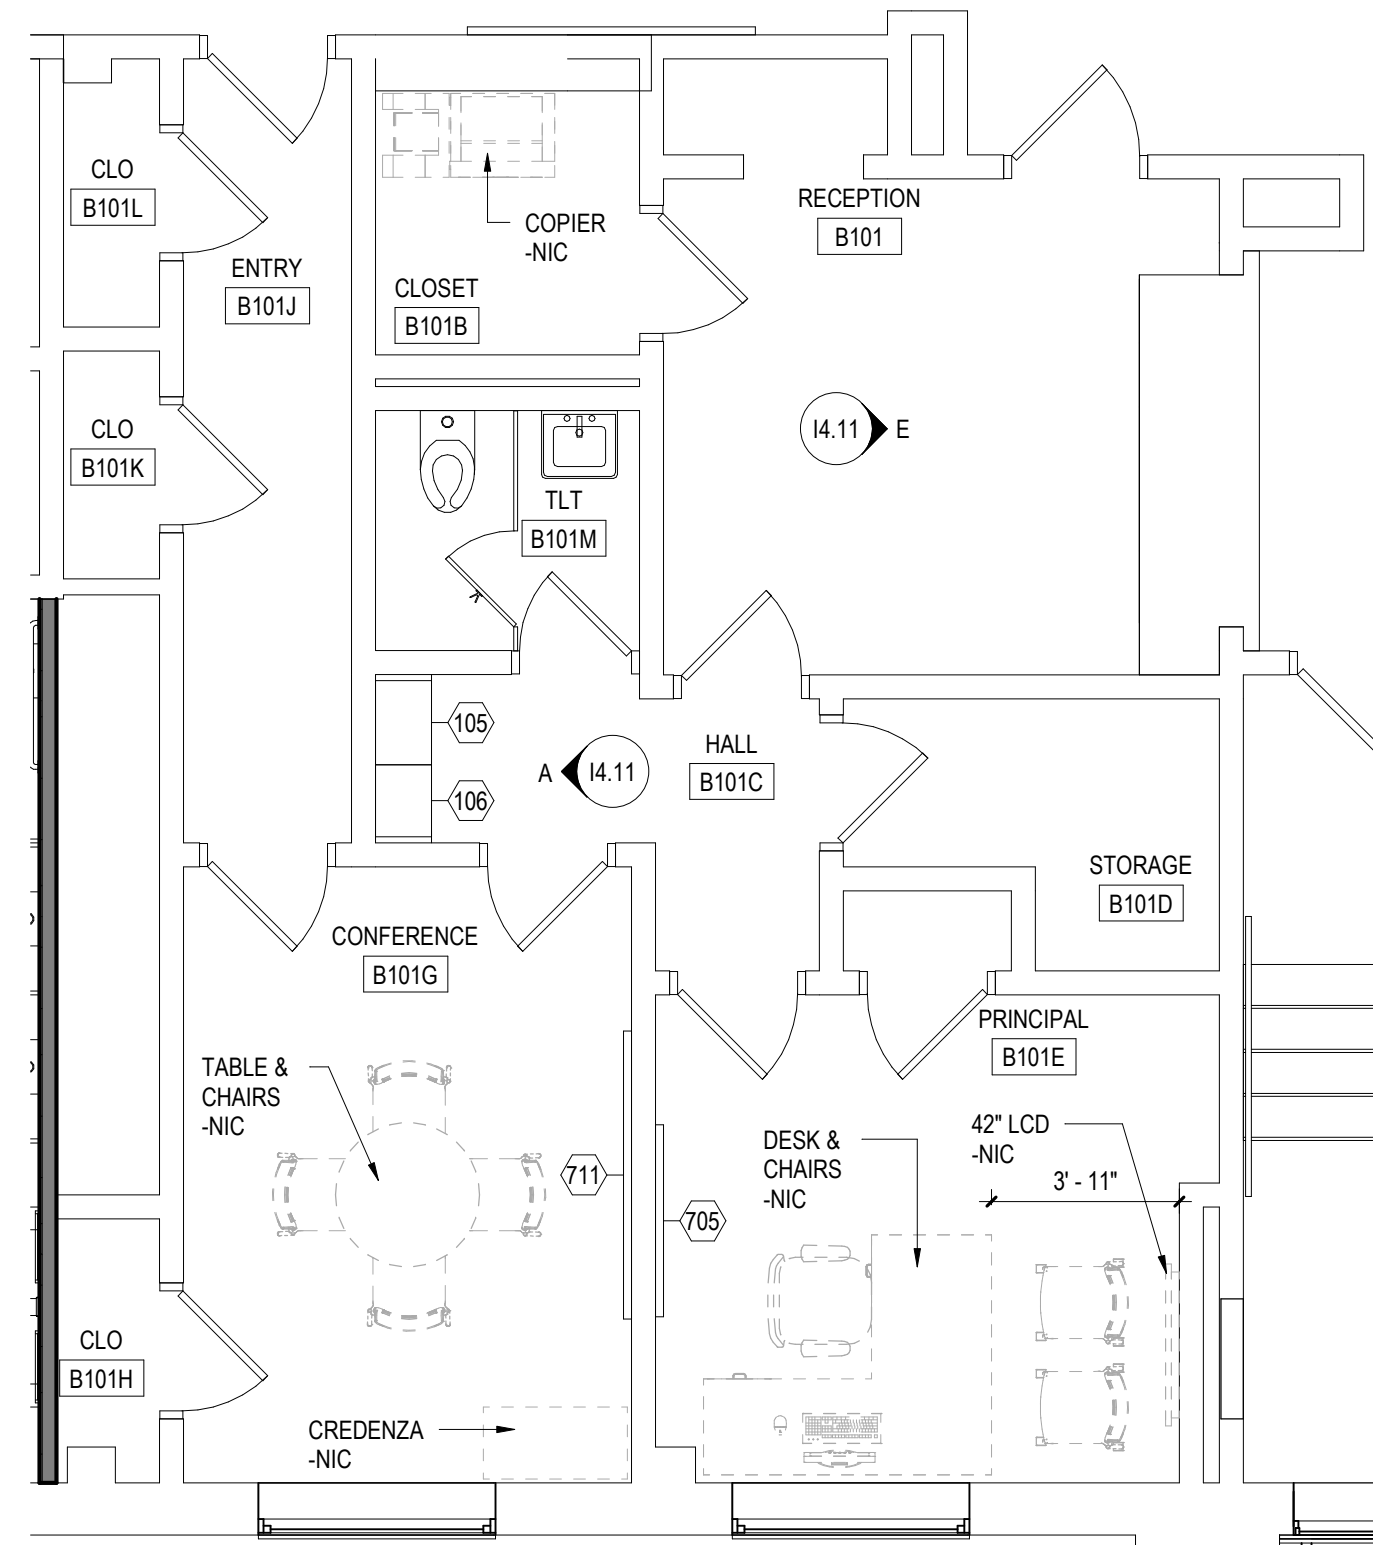 CLO
B101L
RECEPTION
B101
COPIER
-NIC
ENTRY
B101J
CLOSET
B101B
CLO
B101K
I4.11
E
TLT
B101M
105
HALL
B101C
A
I4.11
106
STORAGE
B101D
CONFERENCE
B101G
PRINCIPAL
B101E
TABLE &
CHAIRS
-NIC
DESK &
CHAIRS
-NIC
42" LCD
-NIC
3' - 11"
711
705
CLO
B101H
CREDENZA
-NIC